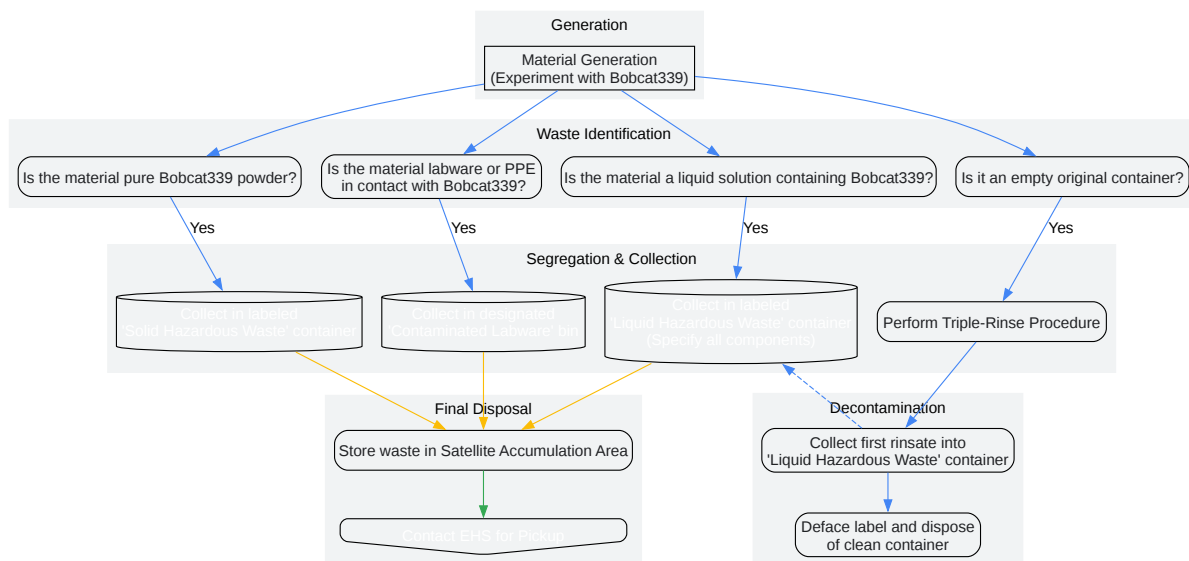 Generation
Material Generation
(Experiment with Bobcat339)
Waste Identification
Is the material pure Bobcat339 powder?
Is the material labware or PPE
in contact with Bobcat339?
Is the material a liquid solution containing Bobcat339?
Is it an empty original container?
Yes
Yes
Yes
Yes
Segregation & Collection
Collect in labeled
'Solid Hazardous Waste' container
Collect in designated
'Contaminated Labware' bin
Collect in labeled
'Liquid Hazardous Waste' container
(Specify all components)
Perform Triple-Rinse Procedure
Final Disposal
Store waste in Satellite Accumulation Area
Contact EHS for Pickup
Decontamination
Collect first rinsate into
'Liquid Hazardous Waste' container
Deface label and dispose
of clean container